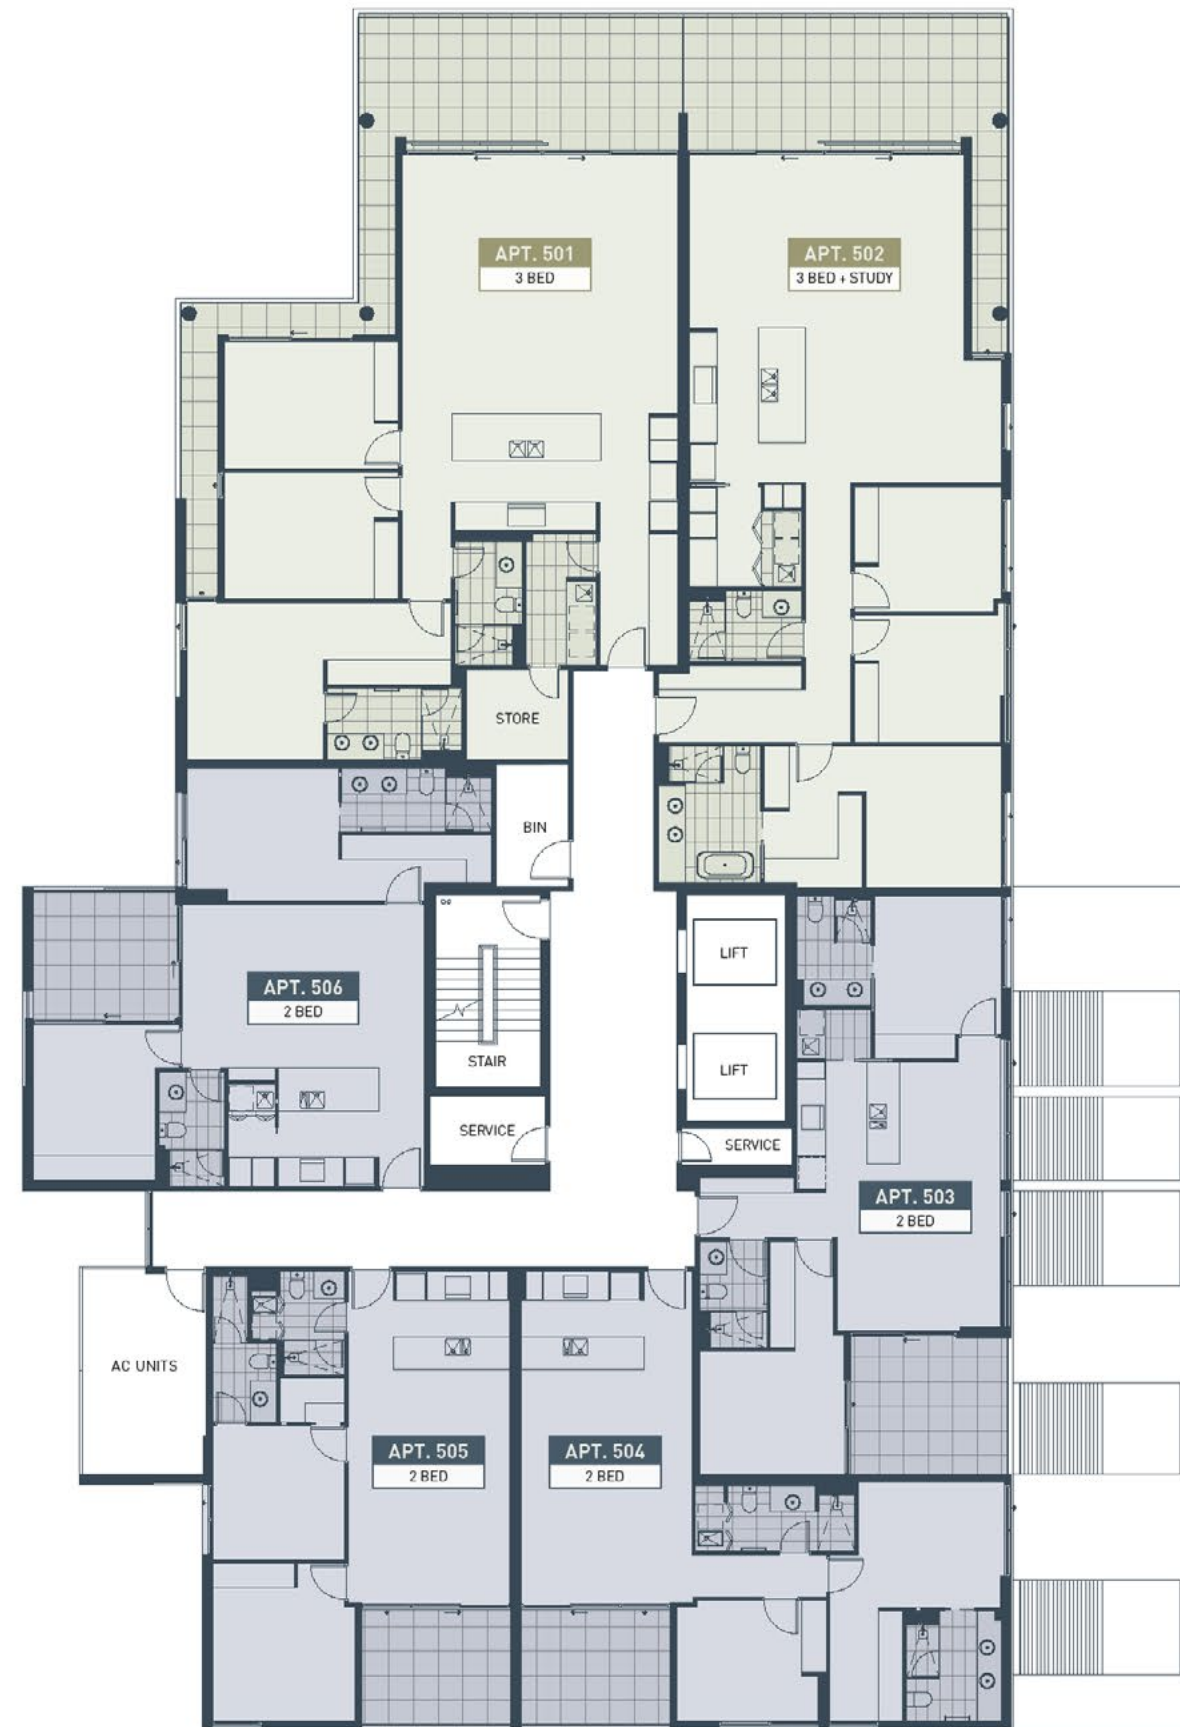 APT. 501
3 BED
APT. 502
3 BED + STUDY
STORE
BIN
LIFT
APT. 506
2 BED
STAIR
LIFT
SERVICE
SERVICE
APT. 503
2 BED
AC UNITS
APT. 505
2 BED
APT. 504
2 BED